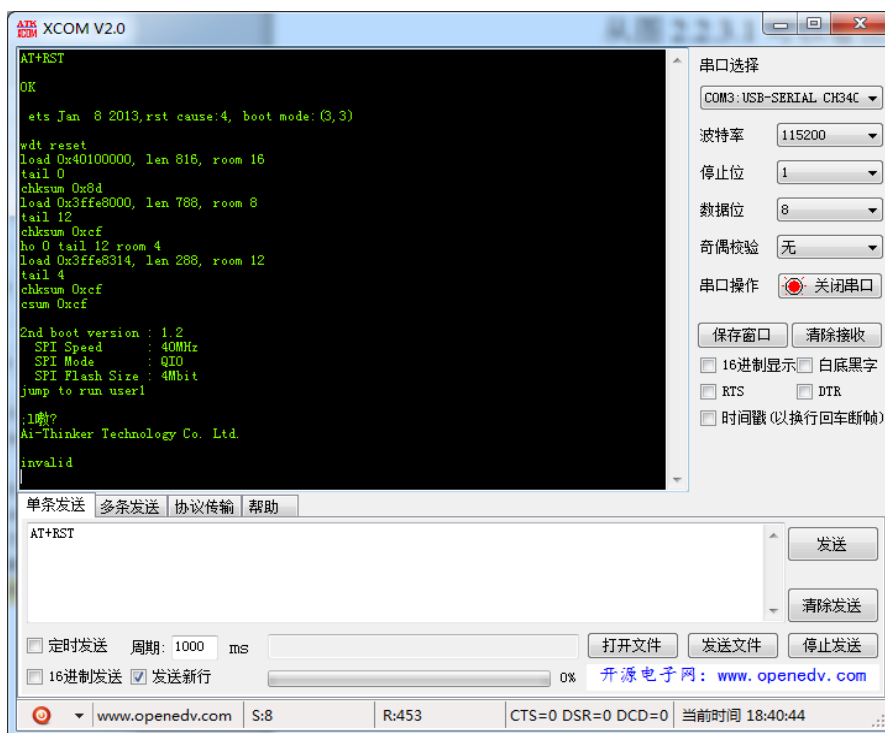 ATK
XCOM
XCOM V2.0
AT+RST
OK
ets Jan  8 2013,rst cause:4, boot mode:(3,3)
wdt reset
load 0x40100000, len 816, room 16
tail 0
chksum 0x8d
load 0x3ffe8000, len 788, room 8
tail 12
chksum 0xcf
ho 0 tail 12 room 4
load 0x3ffe8314, len 288, room 12
tail 4
chksum 0xcf
csum 0xcf
2nd boot version : 1.2
SPI Speed      : 40MHz
SPI Mode       : QIO
SPI Flash Size : 4Mbit
jump to run user1
Ai-Thinker Technology Co. Ltd.
invalid
串口选择
COM3:USB-SERIAL CH34C
波特率 115200
停止位 1
数据位 8
奇偶校验 无
串口操作 关闭串口
保存窗口 清除接收
16进制显示 白底黑字
RTS DTR
时间戳(以换行回车断帧)
单条发送 多条发送 协议传输 帮助
AT+RST
发送
清除发送
定时发送 周期: 1000 ms 打开文件 发送文件 停止发送
16进制发送 发送新行 0% 开源电子网: www.openedv.com
www.openedv.com S:8 R:453 CTS=0 DSR=0 DCD=0 当前时间 18:40:44